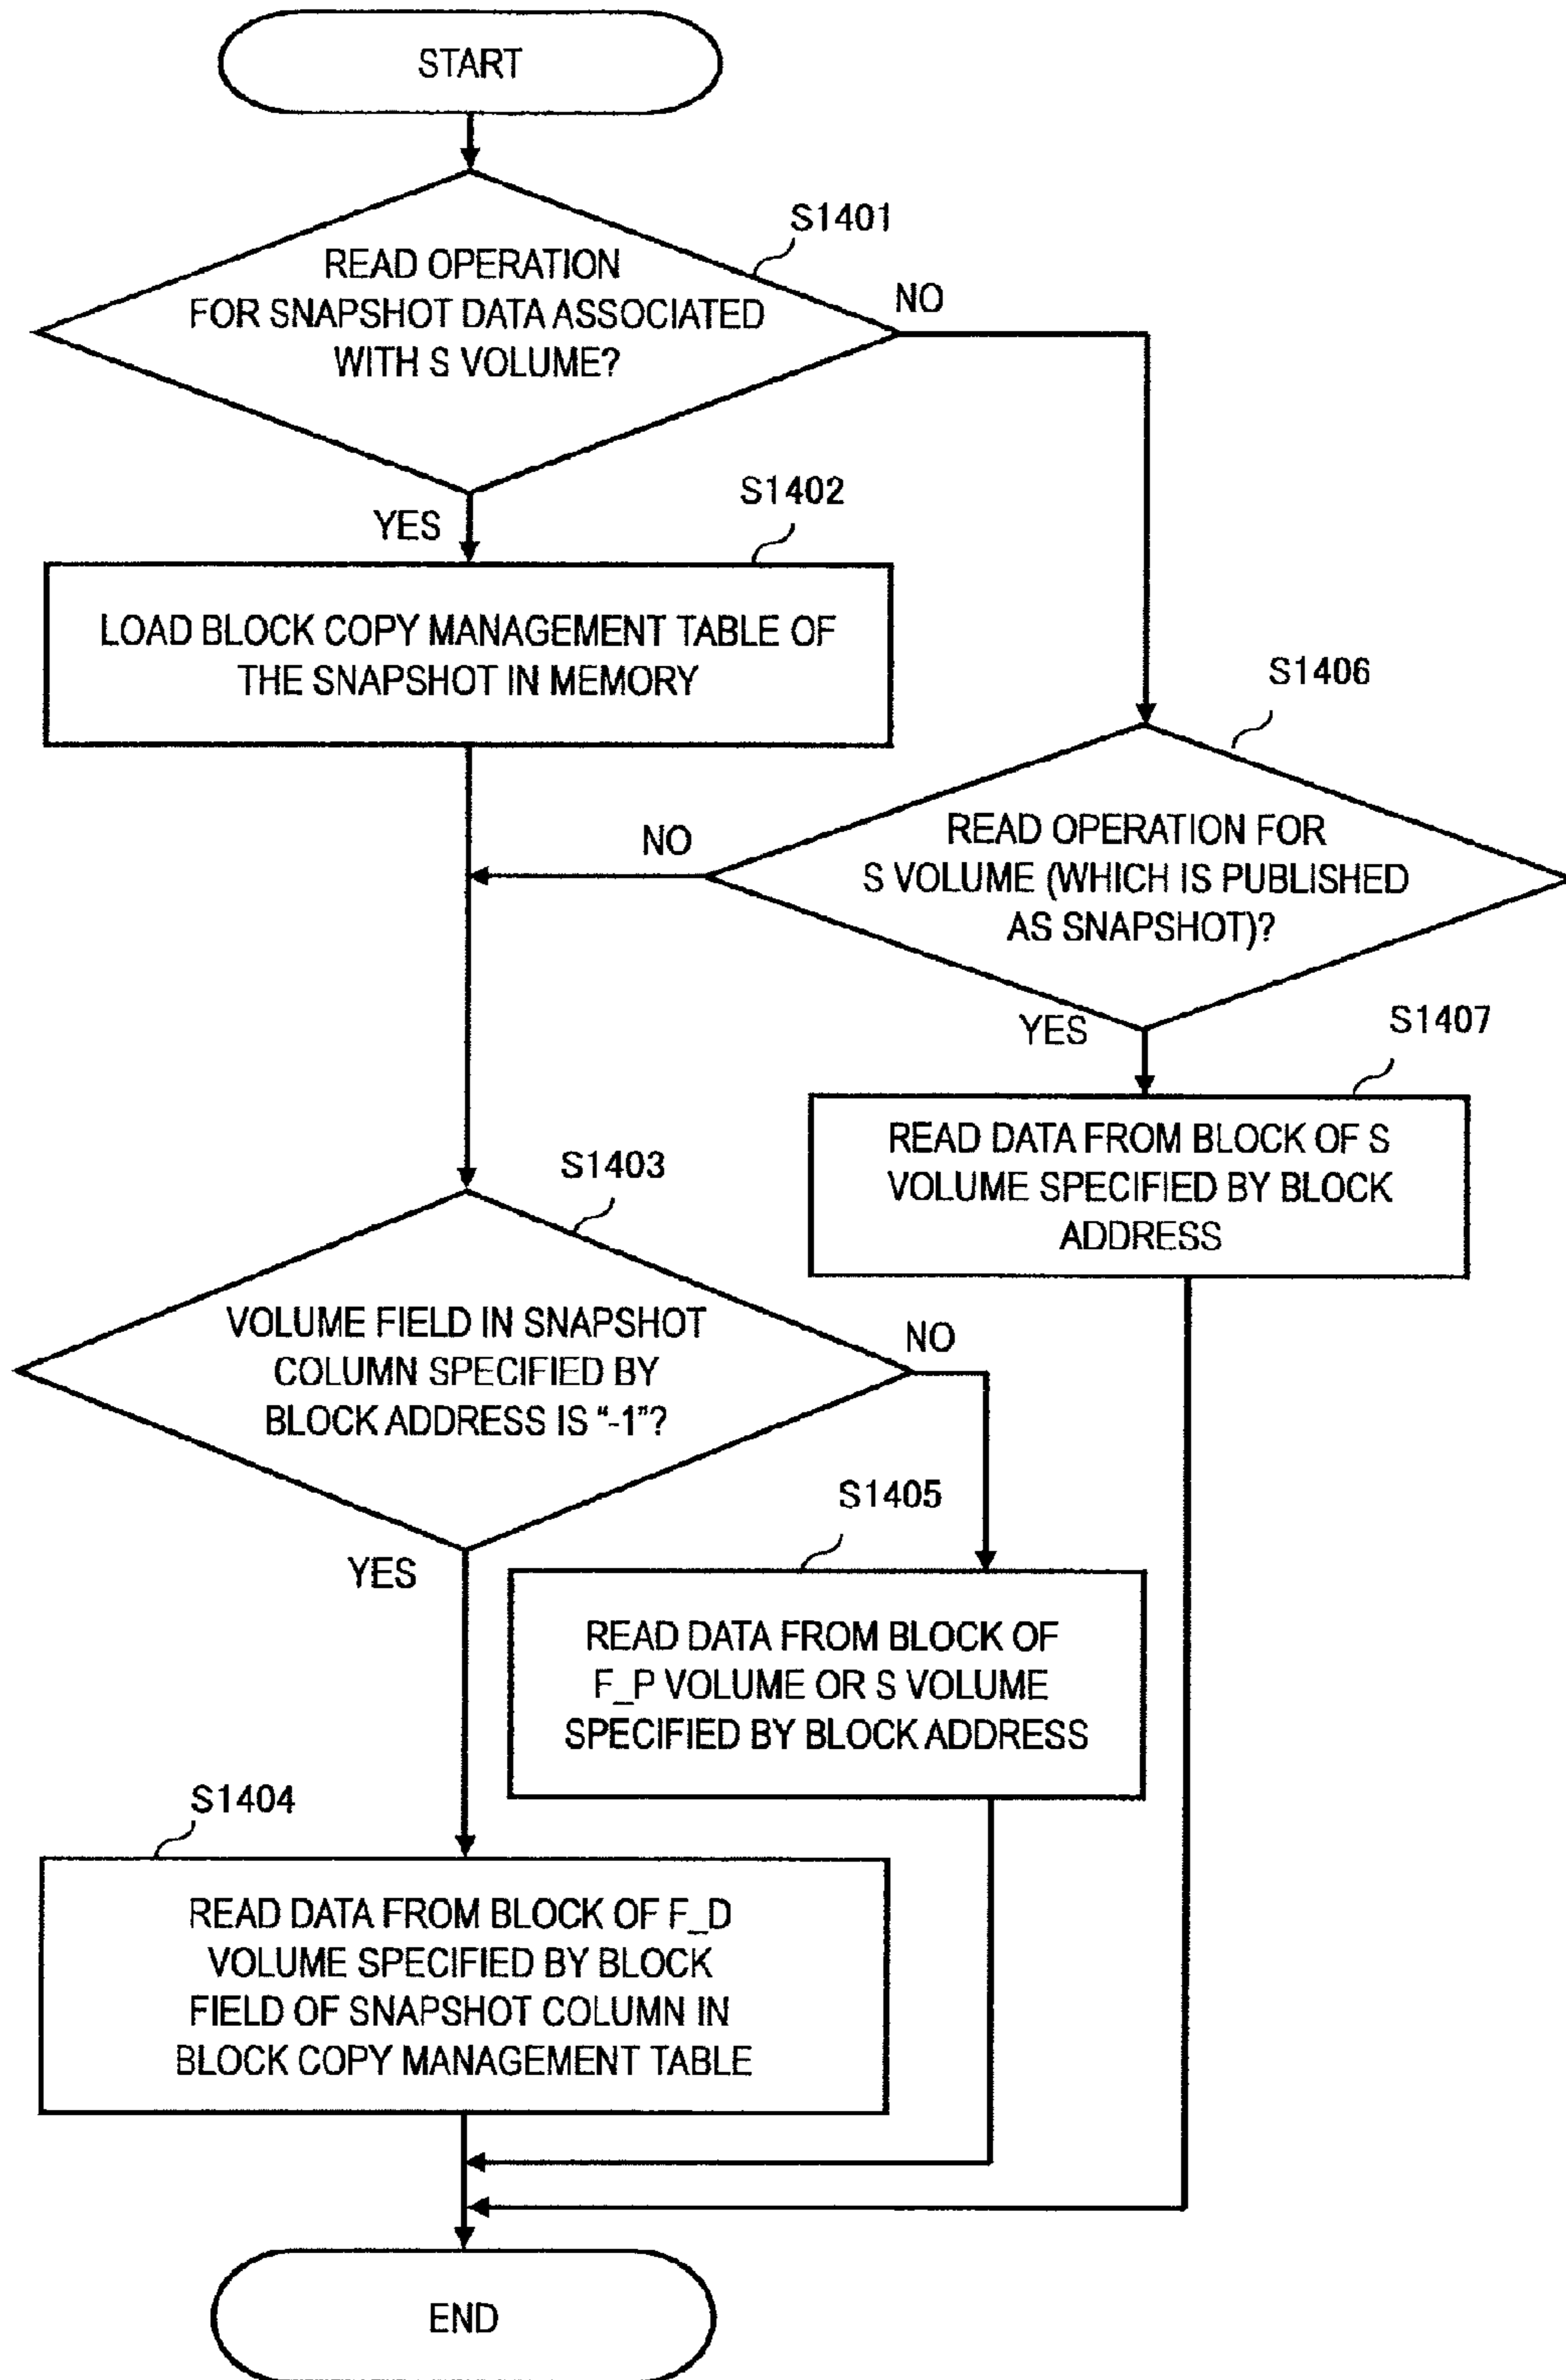 START
S1401
READ OPERATION
FOR SNAPSHOT DATA ASSOCIATED
WITH S VOLUME?
NO
YES
S1402
LOAD BLOCK COPY MANAGEMENT TABLE OF
THE SNAPSHOT IN MEMORY
S1406
READ OPERATION FOR
S VOLUME (WHICH IS PUBLISHED
AS SNAPSHOT)?
NO
YES
S1407
READ DATA FROM BLOCK OF S
VOLUME SPECIFIED BY BLOCK
ADDRESS
S1403
VOLUME FIELD IN SNAPSHOT
COLUMN SPECIFIED BY
BLOCK ADDRESS IS “-1”?
NO
YES
S1405
READ DATA FROM BLOCK OF
F_P VOLUME OR S VOLUME
SPECIFIED BY BLOCK ADDRESS
S1404
READ DATA FROM BLOCK OF F_D
VOLUME SPECIFIED BY BLOCK
FIELD OF SNAPSHOT COLUMN IN
BLOCK COPY MANAGEMENT TABLE
END